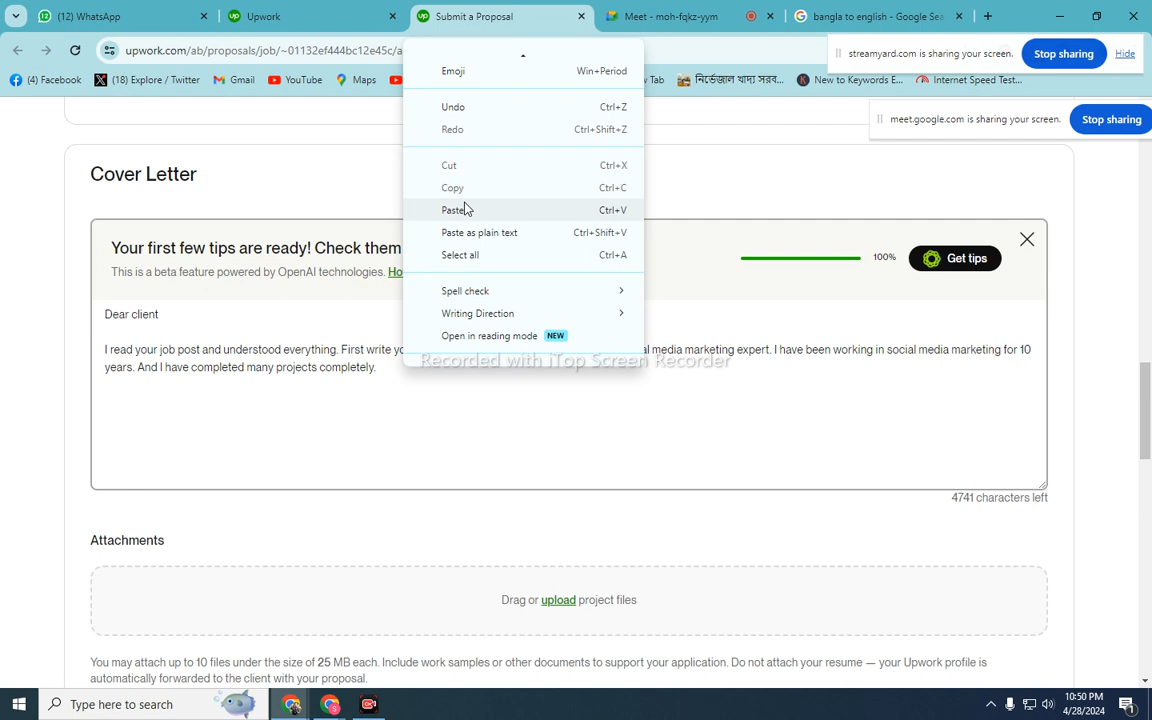 (12) WhatsApp
Upwork
Submit a Proposal
Meet - moh-fqkz-yym
bangla to english - Google Sea
upwork.com/ab/proposals/job/~01132ef444bc12e45c/a
streamyard.com is sharing your screen.
Stop sharing
Hide
(4) Facebook
(18) Explore / Twitter
Gmail
YouTube
Maps
Tab
নির্ভেজাল খাদ্য সরব...
New to Keywords E...
Internet Speed Test...
meet.google.com is sharing your screen.
Stop sharing
Emoji Win+Period
Undo Ctrl+Z
Redo Ctrl+Shift+Z
Cut Ctrl+X
Copy Ctrl+C
Paste Ctrl+V
Paste as plain text Ctrl+Shift+V
Select all Ctrl+A
Spell check
Writing Direction
Open in reading mode NEW
Cover Letter
Your first few tips are ready! Check them
This is a beta feature powered by OpenAI technologies. Ho
100%
Get tips
Dear client
I read your job post and understood everything. First write yo al media marketing expert. I have been working in social media marketing for 10
years. And I have completed many projects completely.
Recorded with iTop Screen Recorder
4741 characters left
Attachments
Drag or upload project files
You may attach up to 10 files under the size of 25 MB each. Include work samples or other documents to support your application. Do not attach your resume — your Upwork profile is
automatically forwarded to the client with your proposal.
Type here to search
10:50 PM
4/28/2024
1